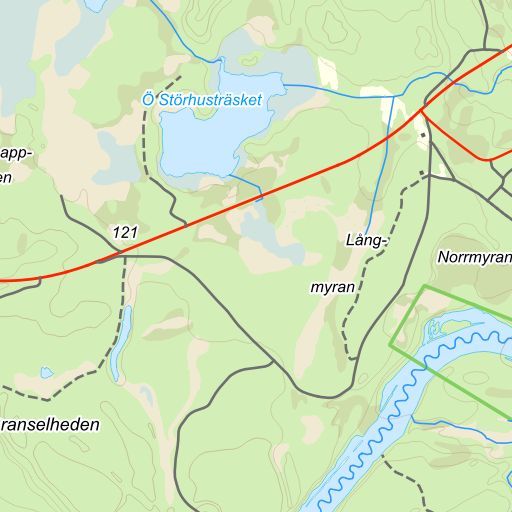 Ö Störhusträsket
app-
en
121
Lång-
myran
Norrmyran
ranselheden